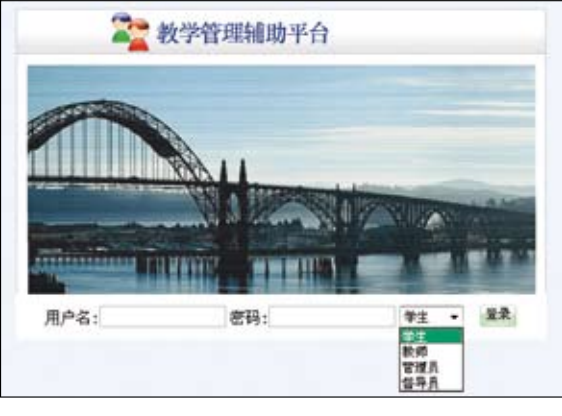 教学管理辅助平台
用户名: 密码: 学生 登录
学生
教师
管理员
督导员